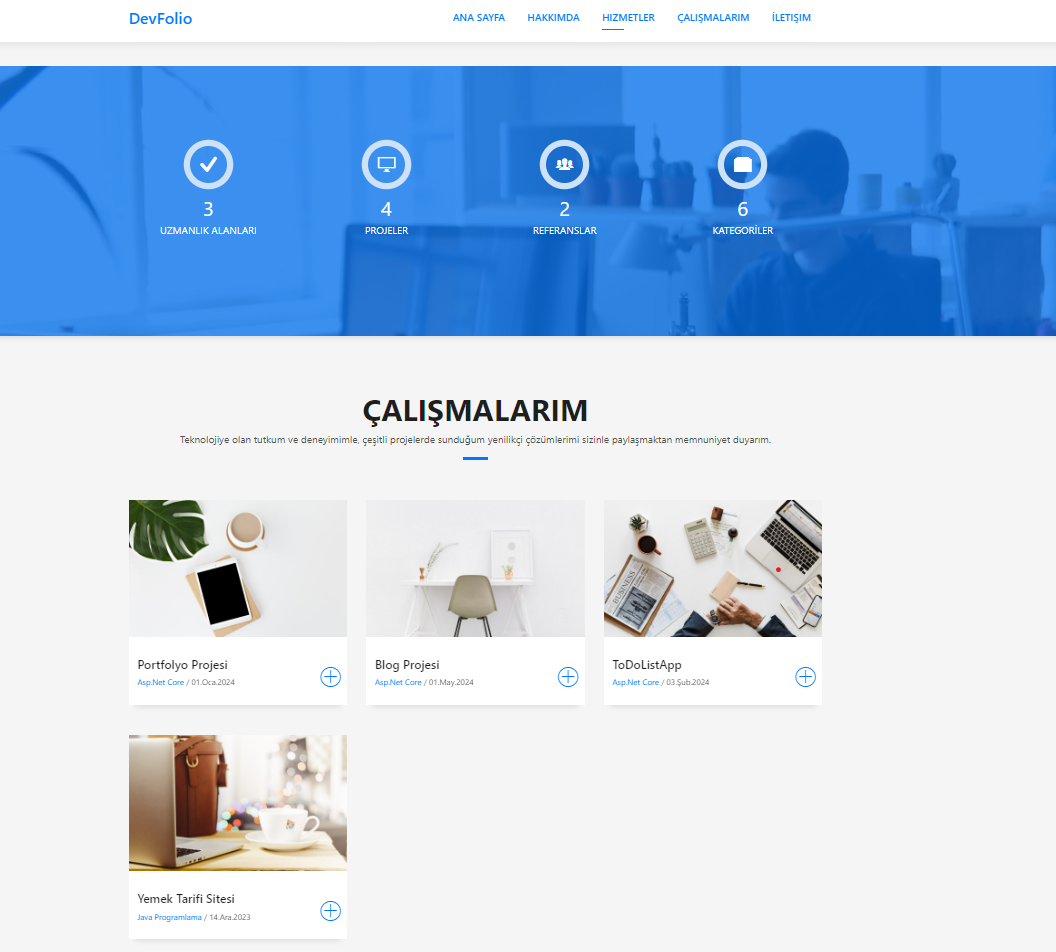 DevFolio
ANA SAYFA HAKKIMDA HIZMETLER ÇALIŞMALARIM İLETIŞIM
3 4 2 6
UZMANLIK ALANLARI PROJELER REFERANSLAR KATEGORİLER
ÇALIŞMALARIM
Teknolojiye olan tutkum ve deneyimimle, çeşitli projelerde sunduğum yenilikçi çözümlerimi sizinle paylaşmaktan memnuniyet duyarım.
BUSINESS
Portfolyo Projesi
Asp.Net Core / 01.Oca.2024
Blog Projesi
Asp.Net Core / 01.May.2024
ToDoListApp
Asp.Net Core / 03.Şub.2024
Yemek Tarifi Sitesi
Java Programlama / 14.Ara.2023